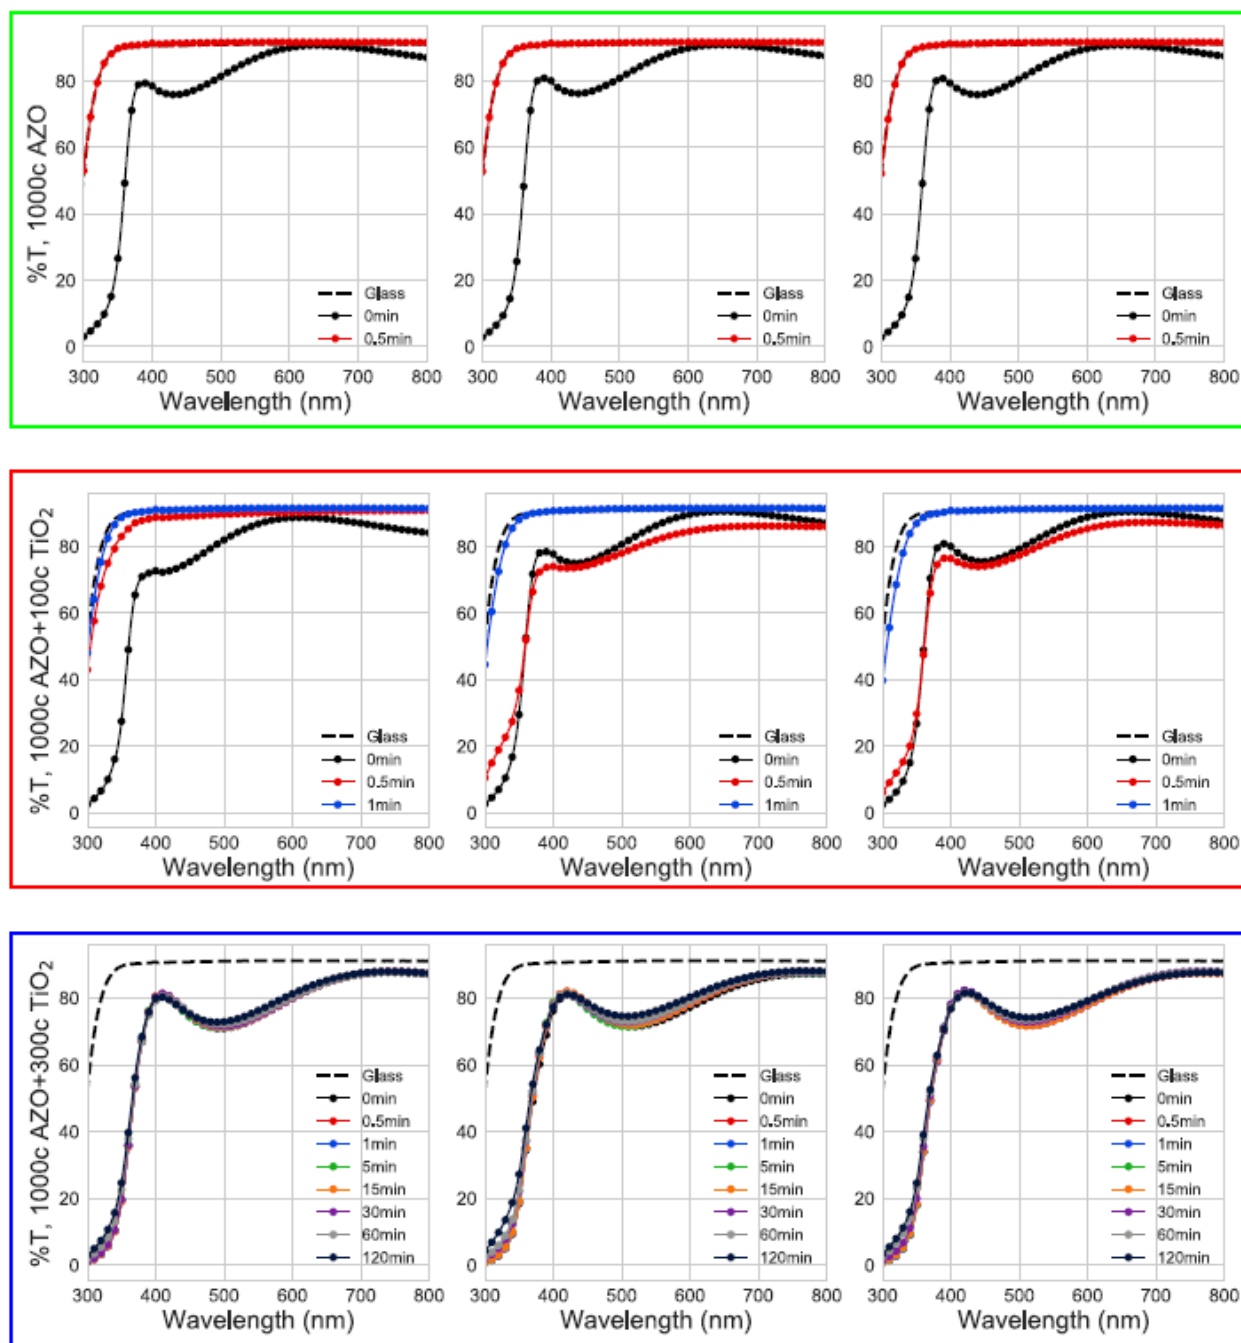 %T, 1000c AZO
80
60
40
20
0
Glass
0min
0.5min
300 400 500 600 700 800
Wavelength (nm)
80
60
40
20
0
Glass
0min
0.5min
300 400 500 600 700 800
Wavelength (nm)
80
60
40
20
0
Glass
0min
0.5min
300 400 500 600 700 800
Wavelength (nm)
%T, 1000c AZO+100c TiO₂
80
60
40
20
0
Glass
0min
0.5min
1min
300 400 500 600 700 800
Wavelength (nm)
80
60
40
20
0
Glass
0min
0.5min
1min
300 400 500 600 700 800
Wavelength (nm)
80
60
40
20
0
Glass
0min
0.5min
1min
300 400 500 600 700 800
Wavelength (nm)
%T, 1000c AZO+300c TiO₂
80
60
40
20
0
Glass
0min
0.5min
1min
5min
15min
30min
60min
120min
300 400 500 600 700 800
Wavelength (nm)
80
60
40
20
0
Glass
0min
0.5min
1min
5min
15min
30min
60min
120min
300 400 500 600 700 800
Wavelength (nm)
80
60
40
20
0
Glass
0min
0.5min
1min
5min
15min
30min
60min
120min
300 400 500 600 700 800
Wavelength (nm)